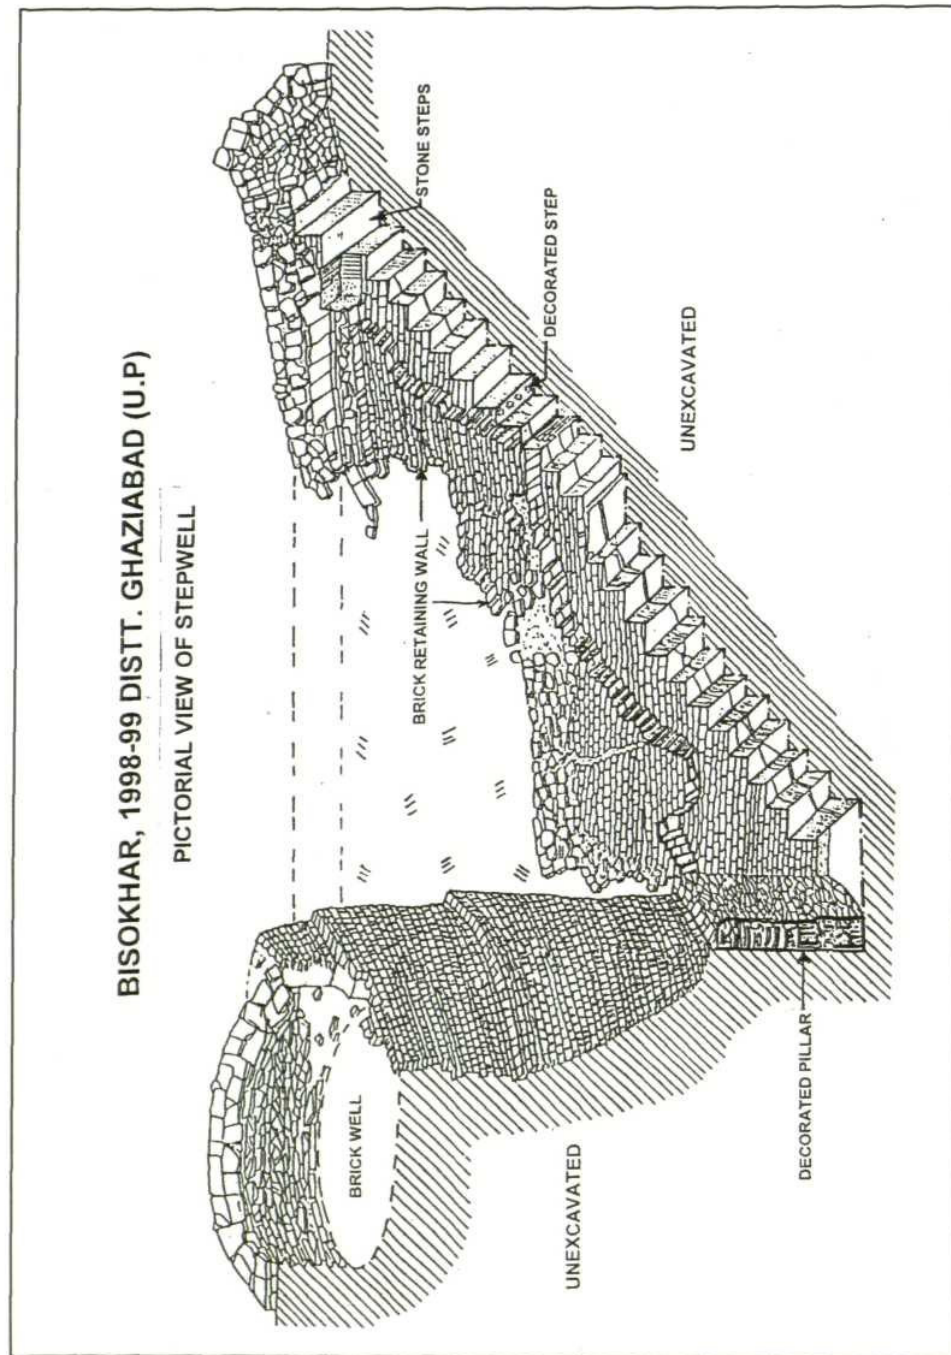 BISOKHAR, 1998-99 DISTT. GHAZIABAD (U.P)
PICTORIAL VIEW OF STEPWELL
STONE STEPS
DECORATED STEP
BRICK RETAINING WALL
UNEXCAVATED
BRICK WELL
UNEXCAVATED
DECORATED PILLAR